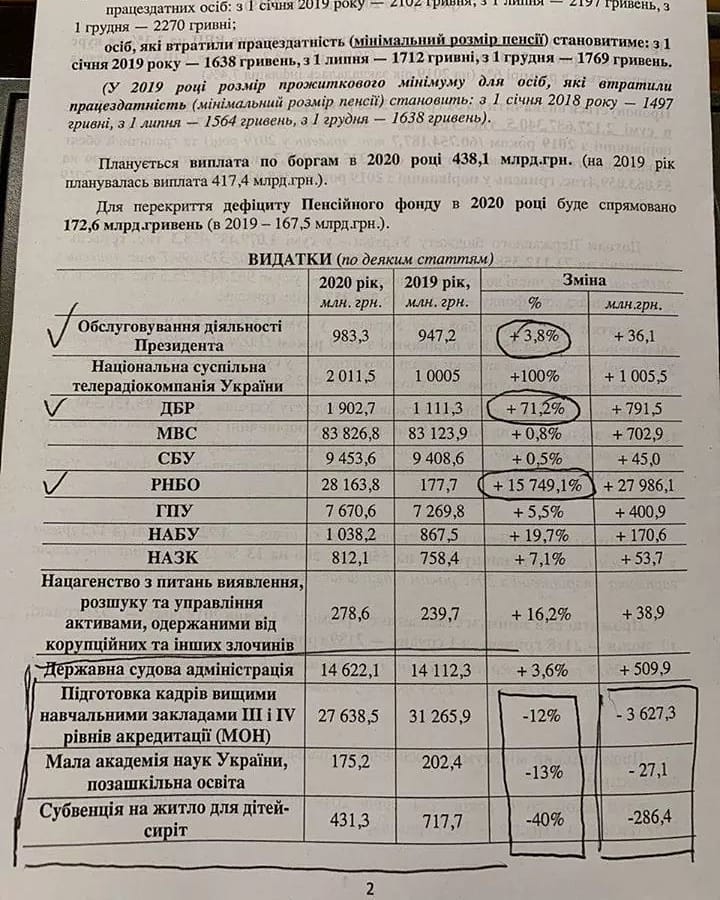 працездатних осіб: з 1 січня 2019 року — 2102 гривні, з 1 липня — 2197 гривень, з
1 грудня — 2270 гривні;
осіб, які втратили працездатність (мінімальний розмір пенсії) становитиме: з 1
січня 2019 року — 1638 гривень, з 1 липня — 1712 гривні, з 1 грудня — 1769 гривень.
(У 2019 році розмір прожиткового мінімуму для осіб, які втратили
працездатність (мінімальний розмір пенсії) становить: з 1 січня 2018 року — 1497
гривні, з 1 липня — 1564 гривень, з 1 грудня — 1638 гривень).
Планується виплата по боргам в 2020 році 438,1 млрд.грн. (на 2019 рік
планувалась виплата 417,4 млрд.грн.).
Для перекриття дефіциту Пенсійного фонду в 2020 році буде спрямовано
172,6 млрд.гривень (в 2019 – 167,5 млрд.грн.).
ВИДАТКИ (по деяким статтям)
2020 рік, 2019 рік, Зміна
млн. грн. млн. грн. % млн.грн.
Обслуговування діяльності
Президента 983,3 947,2 + 3,8% + 36,1
Національна суспільна
телерадіокомпанія України 2 011,5 1 0005 +100% + 1 005,5
ДБР 1 902,7 1 111,3 + 71,2% + 791,5
МВС 83 826,8 83 123,9 + 0,8% + 702,9
СБУ 9 453,6 9 408,6 + 0,5% + 45,0
РНБО 28 163,8 177,7 + 15 749,1% + 27 986,1
ГПУ 7 670,6 7 269,8 + 5,5% + 400,9
НАБУ 1 038,2 867,5 + 19,7% + 170,6
НАЗК 812,1 758,4 + 7,1% + 53,7
Нацагенство з питань виявлення,
розшуку та управління
активами, одержаними від 278,6 239,7 + 16,2% + 38,9
корупційних та інших злочинів
Державна судова адміністрація 14 622,1 14 112,3 + 3,6% + 509,9
Підготовка кадрів вищими
навчальними закладами III і IV 27 638,5 31 265,9 -12% - 3 627,3
рівнів акредитації (МОН)
Мала академія наук України, 175,2 202,4
позашкільна освіта -13% - 27,1
Субвенція на житло для дітей-
сиріт 431,3 717,7 -40% -286,4
2